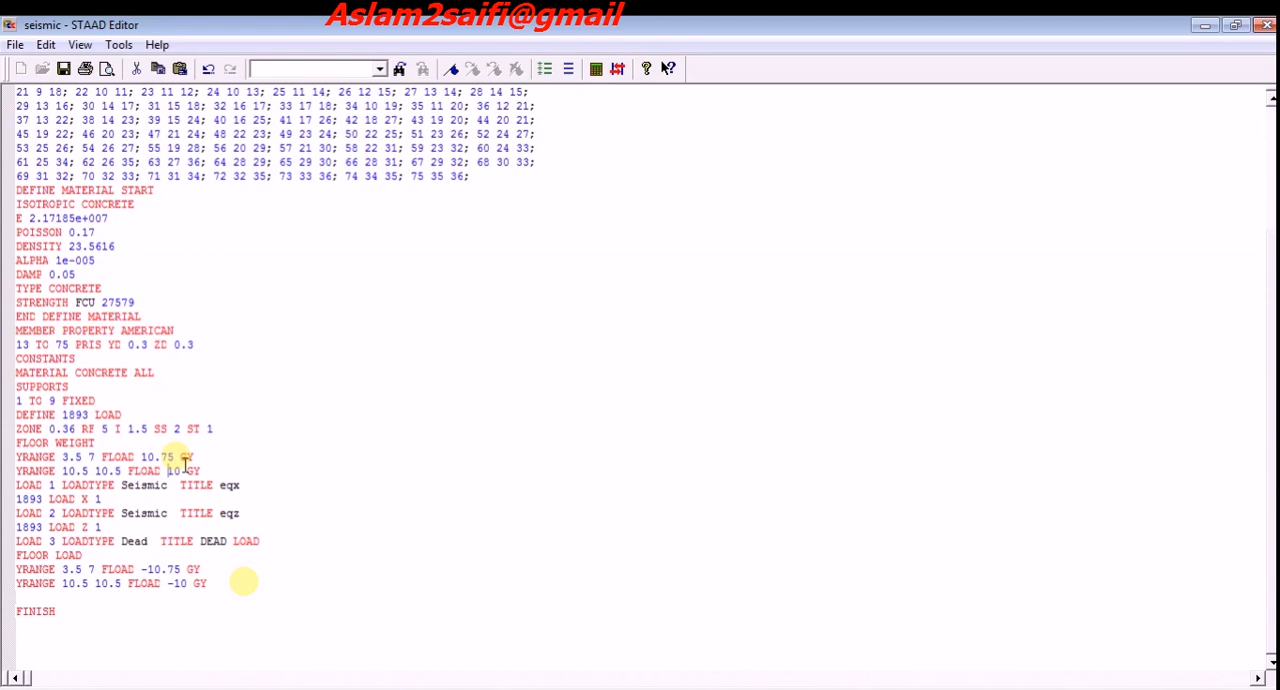 Aslam2saifi@gmail
seismic - STAAD Editor
File Edit View Tools Help
21 9 18; 22 10 11; 23 11 12; 24 10 13; 25 11 14; 26 12 15; 27 13 14; 28 14 15;
29 13 16; 30 14 17; 31 15 18; 32 16 17; 33 17 18; 34 10 19; 35 11 20; 36 12 21;
37 13 22; 38 14 23; 39 15 24; 40 16 25; 41 17 26; 42 18 27; 43 19 20; 44 20 21;
45 19 22; 46 20 23; 47 21 24; 48 22 23; 49 23 24; 50 22 25; 51 23 26; 52 24 27;
53 25 26; 54 26 27; 55 19 28; 56 20 29; 57 21 30; 58 22 31; 59 23 32; 60 24 33;
61 25 34; 62 26 35; 63 27 36; 64 28 29; 65 29 30; 66 28 31; 67 29 32; 68 30 33;
69 31 32; 70 32 33; 71 31 34; 72 32 35; 73 33 36; 74 34 35; 75 35 36;
DEFINE MATERIAL START
ISOTROPIC CONCRETE
E 2.17185e+007
POISSON 0.17
DENSITY 23.5616
ALPHA 1e-005
DAMP 0.05
TYPE CONCRETE
STRENGTH FCU 27579
END DEFINE MATERIAL
MEMBER PROPERTY AMERICAN
13 TO 75 PRIS YD 0.3 ZD 0.3
CONSTANTS
MATERIAL CONCRETE ALL
SUPPORTS
1 TO 9 FIXED
DEFINE 1893 LOAD
ZONE 0.36 RF 5 I 1.5 SS 2 ST 1
FLOOR WEIGHT
YRANGE 3.5 7 FLOAD 10.75 GY
YRANGE 10.5 10.5 FLOAD 10 GY
LOAD 1 LOADTYPE Seismic TITLE eqx
1893 LOAD X 1
LOAD 2 LOADTYPE Seismic TITLE eqz
1893 LOAD Z 1
LOAD 3 LOADTYPE Dead TITLE DEAD LOAD
FLOOR LOAD
YRANGE 3.5 7 FLOAD -10.75 GY
YRANGE 10.5 10.5 FLOAD -10 GY
FINISH